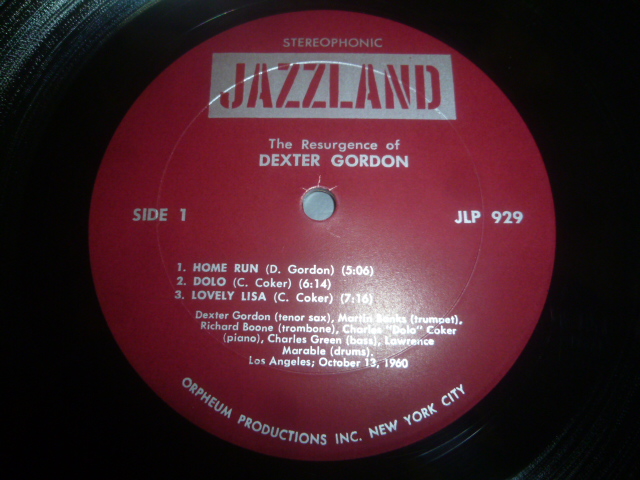 STEREOPHONIC
JAZZLAND
The Resurgence of
DEXTER GORDON
SIDE 1
JLP 929
1. HOME RUN (D. Gordon) (5:06)
2. DOLO (C. Coker) (6:14)
3. LOVELY LISA (C. Coker) (7:16)
Dexter Gordon (tenor sax), Martin Banks (trumpet),
Richard Boone (trombone), Charles "Dolo" Coker
(piano), Charles Green (bass), Lawrence
Marable (drums).
Los Angeles; October 13, 1960
ORPHEUM PRODUCTIONS INC. NEW YORK CITY